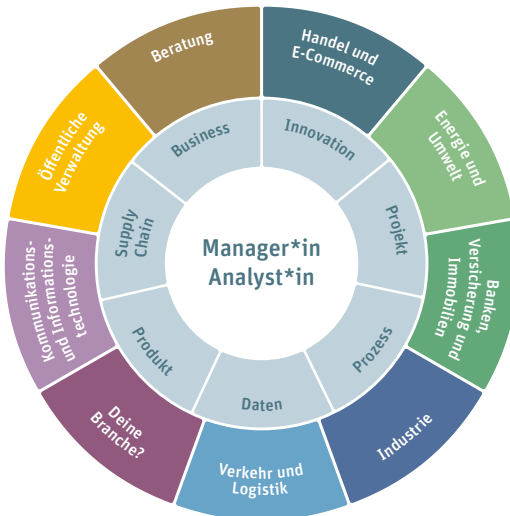 Beratung
Handel und
E-Commerce
Energie und
Umwelt
Banken,
Versicherung und
Immobilien
Industrie
Verkehr und
Logistik
Deine
Branche?
Kommunikations-
und Informations-
technologie
Öffentliche
Verwaltung
Business
Innovation
Projekt
Prozess
Daten
Produkt
Supply
Chain
Manager*in
Analyst*in